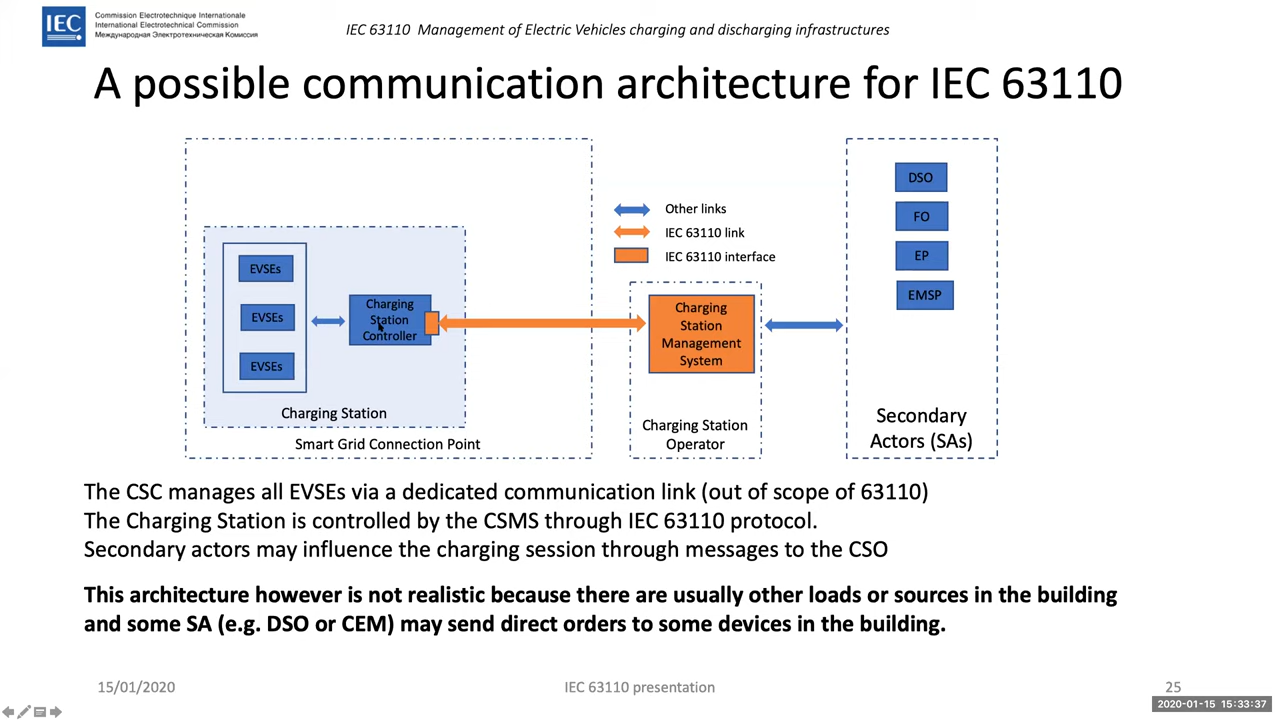 IEC
Commission Electrotechnique Internationale
International Electrotechnical Commission
Международная Электротехническая Комиссия
IEC 63110 Management of Electric Vehicles charging and discharging infrastructures
A possible communication architecture for IEC 63110
EVSEs
EVSEs
EVSEs
Charging
Station
Controller
Charging Station
Smart Grid Connection Point
Other links
IEC 63110 link
IEC 63110 interface
Charging
Station
Management
System
Charging Station
Operator
DSO
FO
EP
EMSP
Secondary
Actors (SAs)
The CSC manages all EVSEs via a dedicated communication link (out of scope of 63110)
The Charging Station is controlled by the CSMS through IEC 63110 protocol.
Secondary actors may influence the charging session through messages to the CSO
This architecture however is not realistic because there are usually other loads or sources in the building
and some SA (e.g. DSO or CEM) may send direct orders to some devices in the building.
15/01/2020
IEC 63110 presentation
25
2020-01-15 15:33:37